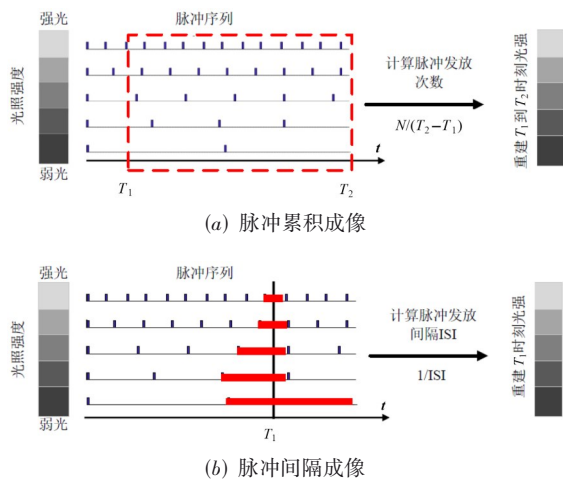 强光
脉冲序列
光照强度
弱光
计算脉冲发放
次数
N/(T₂−T₁)
t
T₁
T₂
重建T₁到T₂时刻光强
(a) 脉冲累积成像
强光
脉冲序列
光照强度
弱光
计算脉冲发放
间隔ISI
1/ISI
t
T₁
重建T₁时刻光强
(b) 脉冲间隔成像